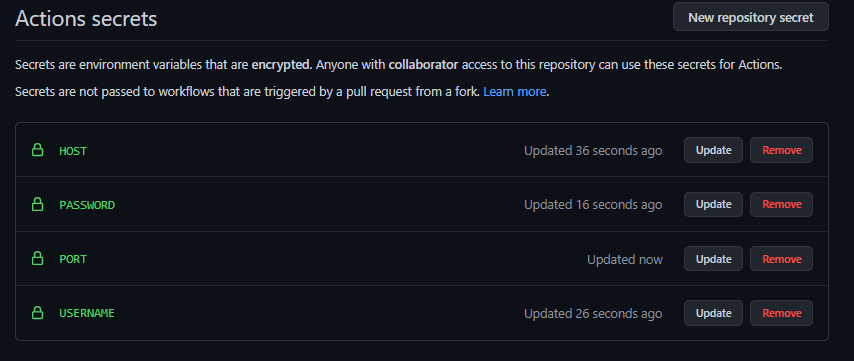 Actions secrets
New repository secret
Secrets are environment variables that are encrypted. Anyone with collaborator access to this repository can use these secrets for Actions.
Secrets are not passed to workflows that are triggered by a pull request from a fork. Learn more.
HOST Updated 36 seconds ago Update Remove
PASSWORD Updated 16 seconds ago Update Remove
PORT Updated now Update Remove
USERNAME Updated 26 seconds ago Update Remove